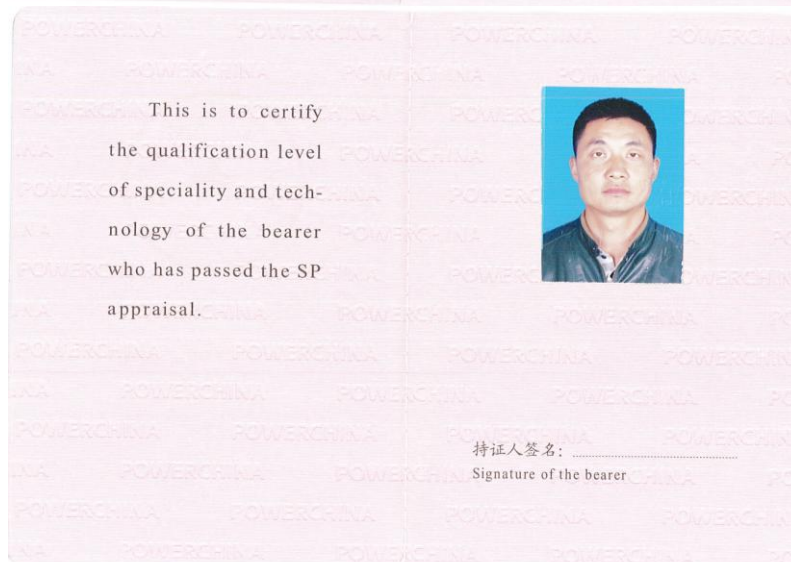 This is to certify
the qualification level
of speciality and tech-
nology of the bearer
who has passed the SP
appraisal.
持证人签名：
Signature of the bearer
POWERCHINA